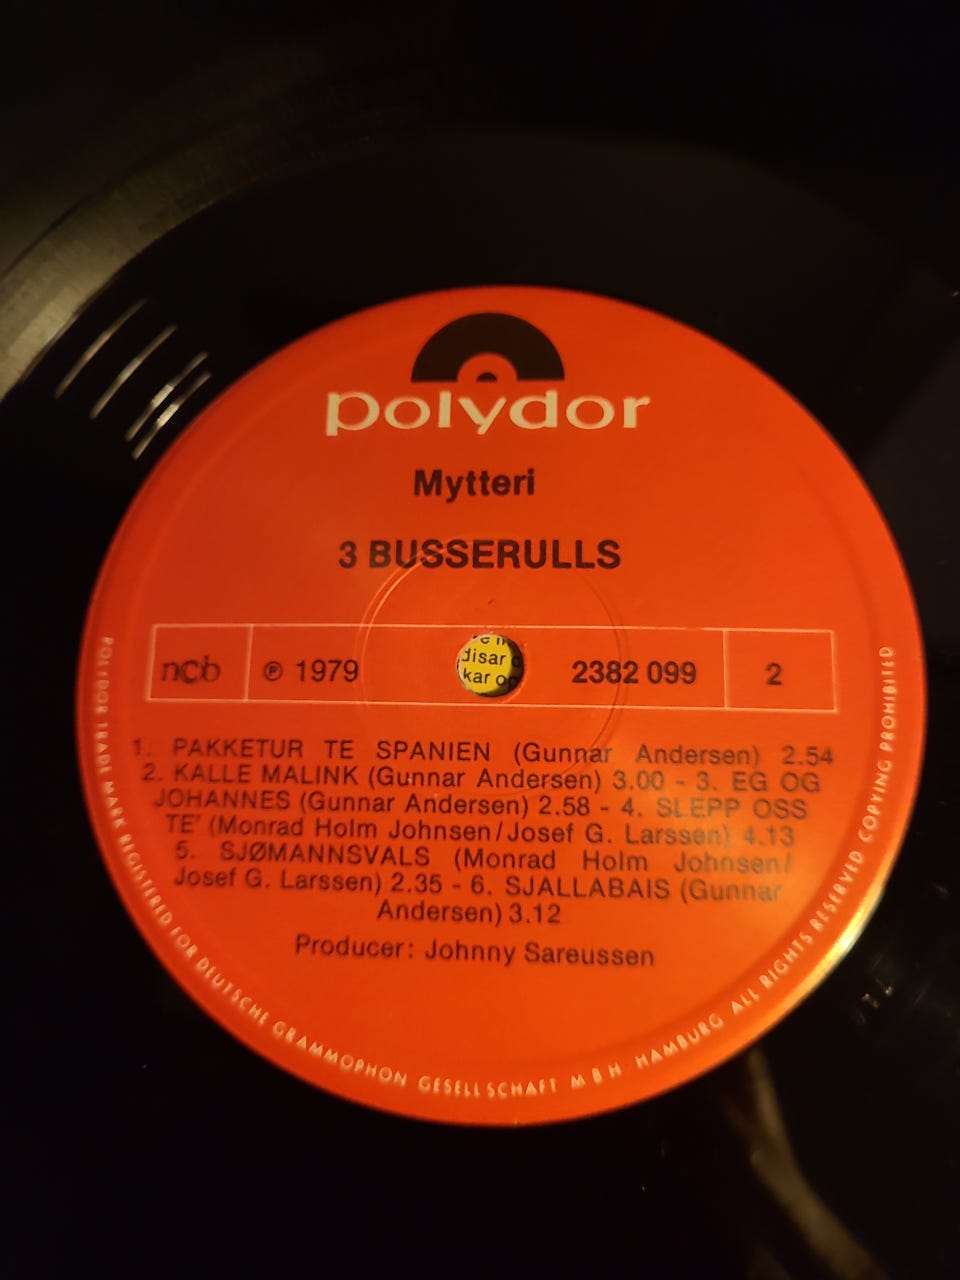 polydor
Mytteri
3 BUSSERULLS
ncb ℗ 1979 2382 099 2
disar
kar
1. PAKKETUR TE SPANIEN (Gunnar Andersen) 2.54
2. KALLE MALINK (Gunnar Andersen) 3.00 - 3. EG OG
JOHANNES (Gunnar Andersen) 2.58 - 4. SLEPP OSS
TE' (Monrad Holm Johnsen/Josef G. Larssen) 4.13
5. SJØMANNSVALS (Monrad Holm Johnsen/
Josef G. Larssen) 2.35 - 6. SJALLABAIS (Gunnar
Andersen) 3.12
Producer: Johnny Sareussen
POLYDOR TRADE MARK REGISTERED FOR DEUTSCHE GRAMMOPHON GESELLSCHAFT MBH HAMBURG ALL RIGHTS RESERVED COPYING PROHIBITED